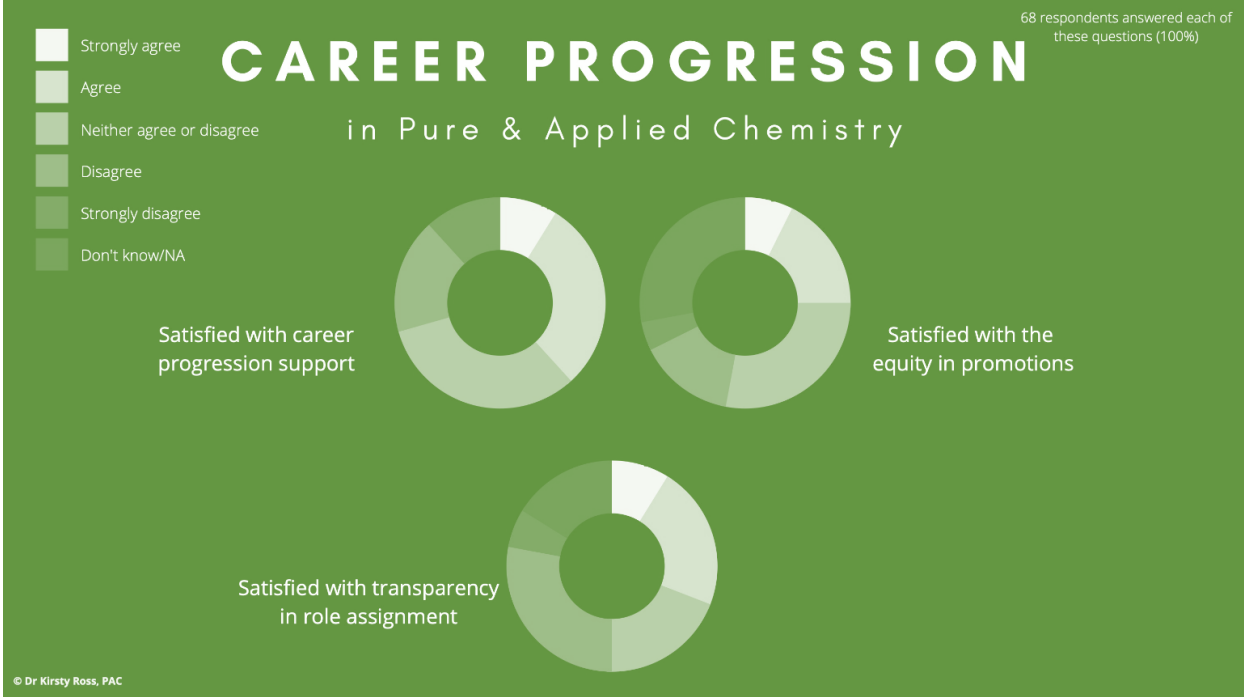 68 respondents answered each of
these questions (100%)
CAREER PROGRESSION
in Pure & Applied Chemistry
Strongly agree
Agree
Neither agree or disagree
Disagree
Strongly disagree
Don't know/NA
Satisfied with career
progression support
Satisfied with the
equity in promotions
Satisfied with transparency
in role assignment
© Dr Kirsty Ross, PAC